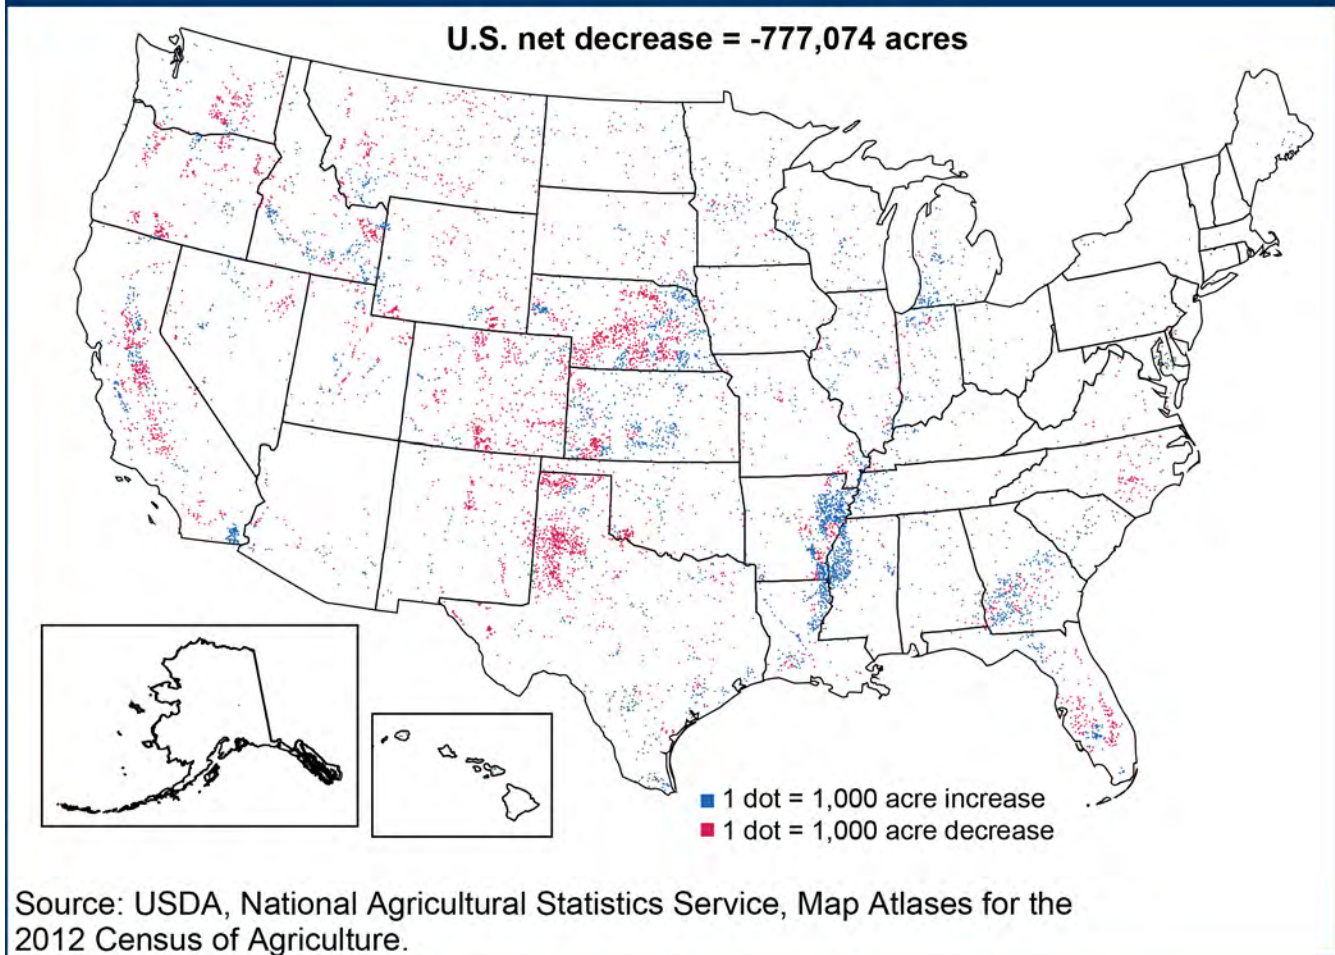 U.S. net decrease = -777,074 acres
1 dot = 1,000 acre increase
1 dot = 1,000 acre decrease
Source: USDA, National Agricultural Statistics Service, Map Atlases for the
2012 Census of Agriculture.